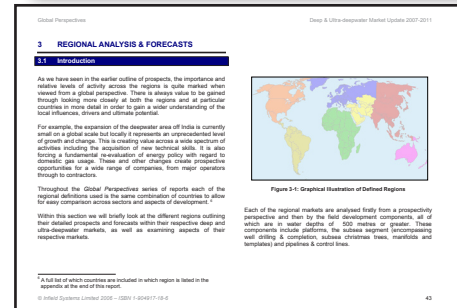 Global Perspectives
Deep & Ultra-deepwater Market Update 2007-2011
3 REGIONAL ANALYSIS & FORECASTS
3.1 Introduction
As we have seen in the earlier outline of prospects, the importance and
relative levels of activity across the regions is quite marked when
viewed from a global perspective. There is always value to be gained
through looking more closely at both the regions and at particular
countries in more detail in order to gain a wider understanding of the
local influences, drivers and ultimate potential.
For example, the expansion of the deepwater area off India is currently
small on a global scale but locally it represents an unprecedented level
of growth and change. This is creating value across a wide spectrum of
activities including the acquisition of new technical skills. It is also
forcing a fundamental re-evaluation of energy policy with regard to
domestic gas usage. These and other changes create prospective
opportunities for a wide range of companies, from major operators
through to contractors.
Throughout the Global Perspectives series of reports each of the
regional definitions used is the same combination of countries to allow
for easy comparison across sectors and aspects of development. 6
Within this section we will briefly look at the different regions outlining
their detailed prospects and forecasts within their respective deep and
ultra-deepwater markets, as well as examining aspects of their
respective markets.
6 A full list of which countries are included in which region is listed in the
appendix at the end of this report.
Figure 3-1: Graphical Illustration of Defined Regions
Each of the regional markets are analysed firstly from a prospectivity
perspective and then by the field development components, all of
which are in water depths of 500 metres or greater. These
components include platforms, the subsea segment (encompassing
well drilling & completion, subsea christmas trees, manifolds and
templates) and pipelines & control lines.
© Infield Systems Limited 2006 – ISBN 1-904917-18-6
43